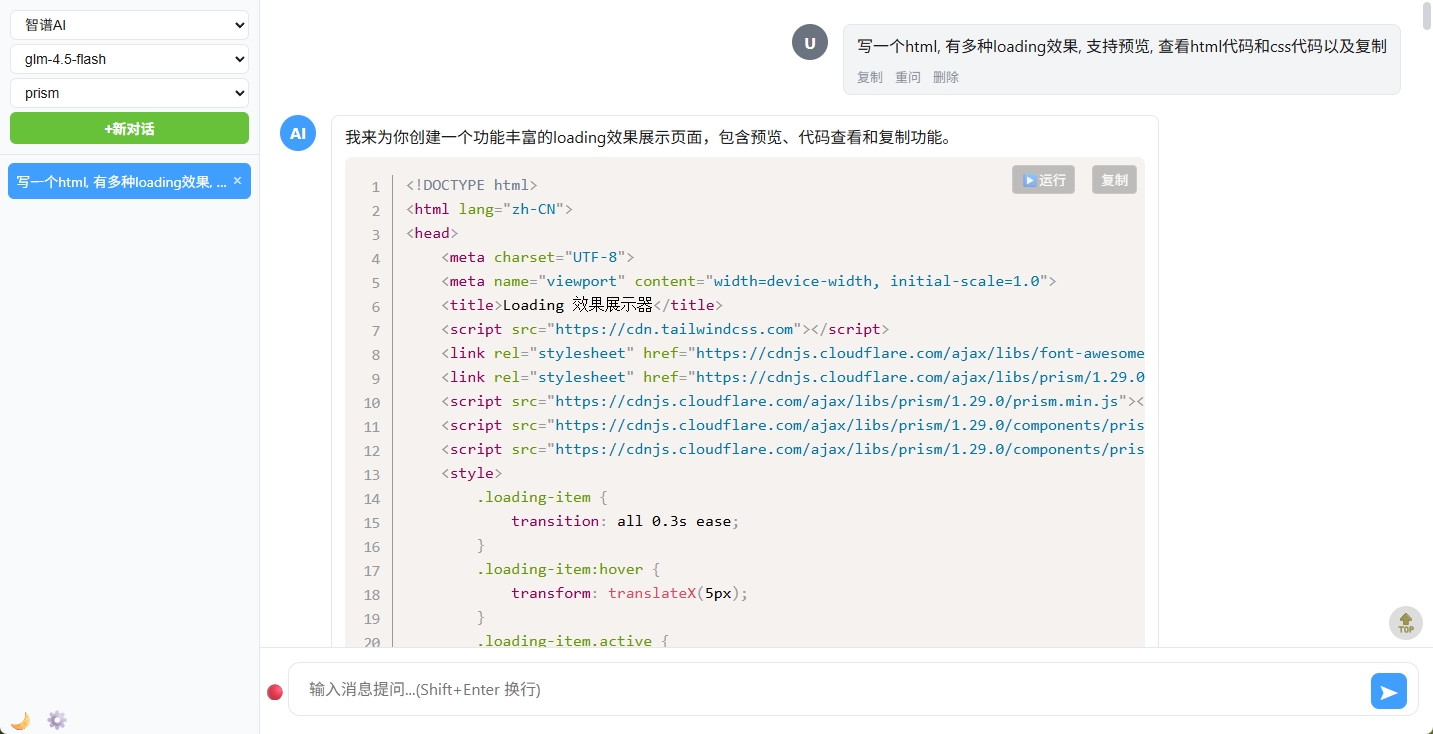 智谱AI
glm-4.5-flash
prism
+新对话
写一个html, 有多种loading效果, ... ×
U
写一个html, 有多种loading效果, 支持预览, 查看html代码和css代码以及复制
复制 重问 删除
AI
我来为你创建一个功能丰富的loading效果展示页面，包含预览、代码查看和复制功能。
运行 复制
1 <!DOCTYPE html>
2 <html lang="zh-CN">
3 <head>
4 <meta charset="UTF-8">
5 <meta name="viewport" content="width=device-width, initial-scale=1.0">
6 <title>Loading 效果展示器</title>
7 <script src="https://cdn.tailwindcss.com"></script>
8 <link rel="stylesheet" href="https://cdnjs.cloudflare.com/ajax/libs/font-awesome
9 <link rel="stylesheet" href="https://cdnjs.cloudflare.com/ajax/libs/prism/1.29.0
10 <script src="https://cdnjs.cloudflare.com/ajax/libs/prism/1.29.0/prism.min.js"><
11 <script src="https://cdnjs.cloudflare.com/ajax/libs/prism/1.29.0/components/pris
12 <script src="https://cdnjs.cloudflare.com/ajax/libs/prism/1.29.0/components/pris
13 <style>
14 .loading-item {
15 transition: all 0.3s ease;
16 }
17 .loading-item:hover {
18 transform: translateX(5px);
19 }
20 .loading-item.active {
TOP
输入消息提问...(Shift+Enter 换行)